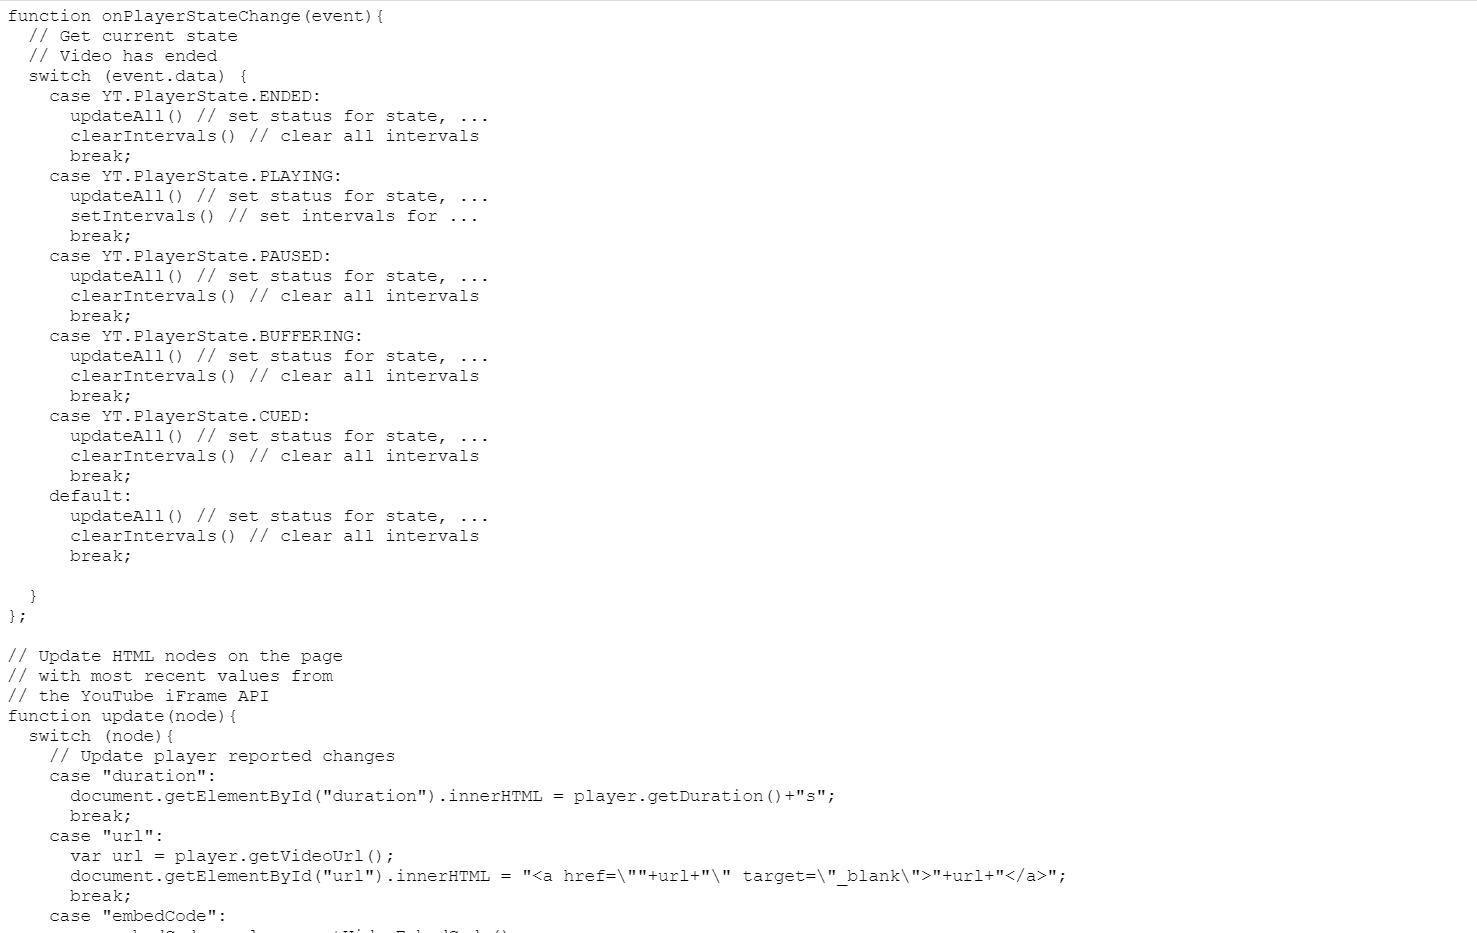 function onPlayerStateChange(event){
  // Get current state
  // Video has ended
  switch (event.data) {
    case YT.PlayerState.ENDED:
      updateAll() // set status for state, ...
      clearIntervals() // clear all intervals
      break;
    case YT.PlayerState.PLAYING:
      updateAll() // set status for state, ...
      setIntervals() // set intervals for ...
      break;
    case YT.PlayerState.PAUSED:
      updateAll() // set status for state, ...
      clearIntervals() // clear all intervals
      break;
    case YT.PlayerState.BUFFERING:
      updateAll() // set status for state, ...
      clearIntervals() // clear all intervals
      break;
    case YT.PlayerState.CUED:
      updateAll() // set status for state, ...
      clearIntervals() // clear all intervals
      break;
    default:
      updateAll() // set status for state, ...
      clearIntervals() // clear all intervals
      break;

  }
};

// Update HTML nodes on the page
// with most recent values from
// the YouTube iFrame API
function update(node){
  switch (node){
    // Update player reported changes
    case "duration":
      document.getElementById("duration").innerHTML = player.getDuration()+"s";
      break;
    case "url":
      var url = player.getVideoUrl();
      document.getElementById("url").innerHTML = "<a href=\""+url+"\" target=\"_blank\">"+url+"</a>";
      break;
    case "embedCode":